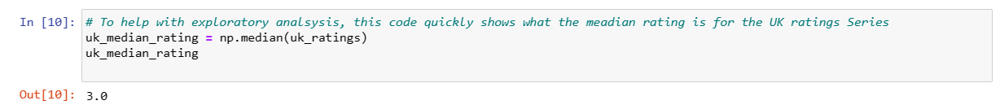 In [10]: # To help with exploratory analsysis, this code quickly shows what the meadian rating is for the UK ratings Series
uk_median_rating = np.median(uk_ratings)
uk_median_rating
Out[10]: 3.0